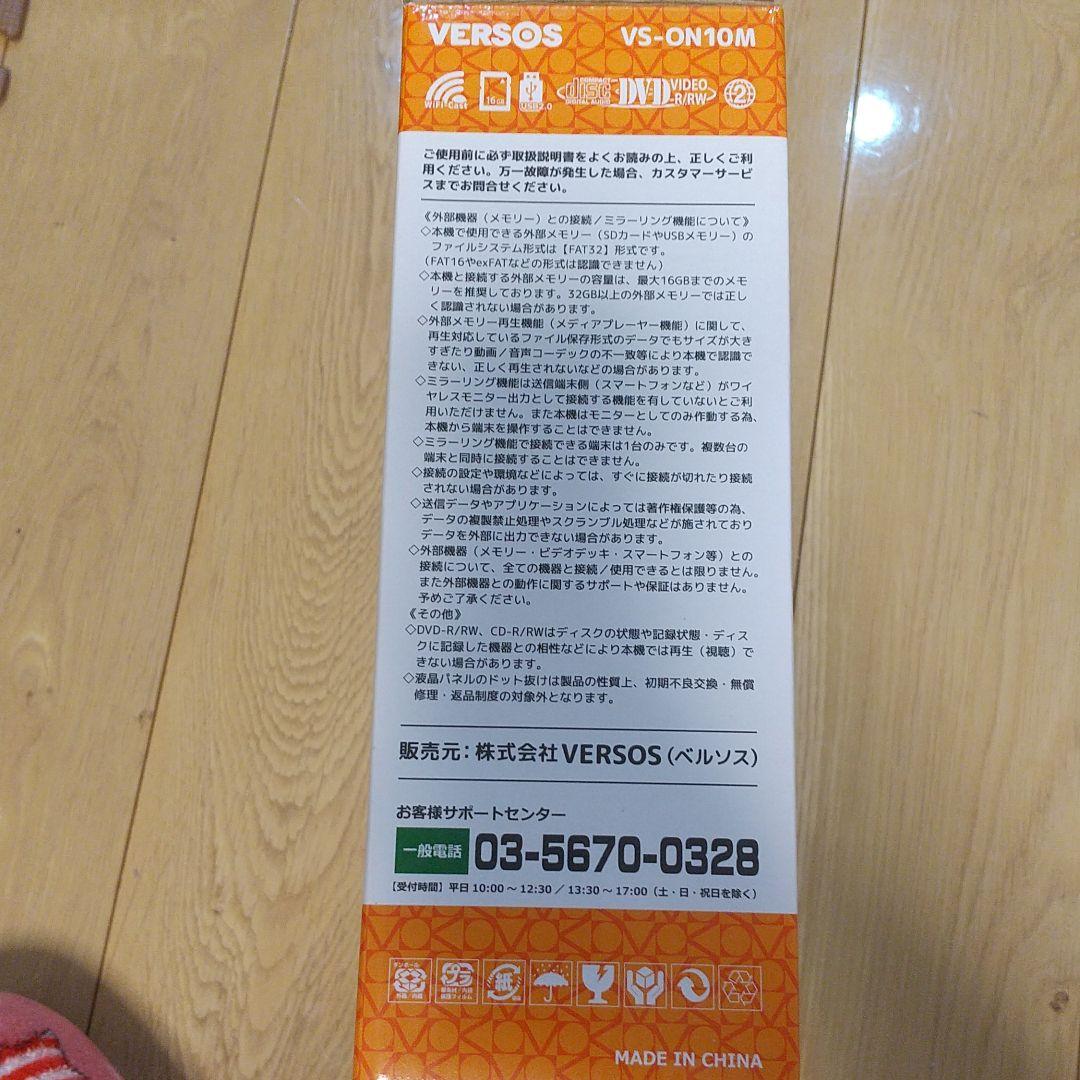 VERSOS VS-ON10M
WiFi-Cast 16GB USB2.0 COMPACT disc DIGITAL AUDIO DVD VIDEO -R/RW 2
ご使用前に必ず取扱説明書をよくお読みの上、正しくご利
用ください。万一故障が発生した場合、カスタマーサービ
スまでお問合せください。
《外部機器（メモリー）との接続／ミラーリング機能について》
◇本機で使用できる外部メモリー（SDカードやUSBメモリー）の
ファイルシステム形式は【FAT32】形式です。
（FAT16やexFATなどの形式は認識できません）
◇本機と接続する外部メモリーの容量は、最大16GBまでのメモ
リーを推奨しております。32GB以上の外部メモリーでは正し
く認識されない場合があります。
◇外部メモリー再生機能（メディアプレーヤー機能）に関して、
再生対応しているファイル保存形式のデータでもサイズが大き
すぎたり動画／音声コーデックの不一致等により本機で認識で
きない、正しく再生されないなどの場合があります。
◇ミラーリング機能は送信端末側（スマートフォンなど）がワイ
ヤレスモニター出力として接続する機能を有していないとご利
用いただけません。また本機はモニターとしてのみ作動する為、
本機から端末を操作することはできません。
◇ミラーリング機能で接続できる端末は1台のみです。複数台の
端末と同時に接続することはできません。
◇接続の設定や環境などによっては、すぐに接続が切れたり接続
されない場合があります。
◇送信データやアプリケーションによっては著作権保護等の為、
データの複製禁止処理やスクランブル処理などが施されており
データを外部に出力できない場合があります。
◇外部機器（メモリー・ビデオデッキ・スマートフォン等）との
接続について、全ての機器と接続／使用できるとは限りません。
また外部機器との動作に関するサポートや保証はありません。
予めご了承ください。
《その他》
◇DVD-R/RW、CD-R/RWはディスクの状態や記録状態・ディス
クに記録した機器との相性などにより本機では再生（視聴）で
きない場合があります。
◇液晶パネルのドット抜けは製品の性質上、初期不良交換・無償
修理・返品制度の対象外となります。
販売元：株式会社VERSOS（ベルソス）
お客様サポートセンター
一般電話 03-5670-0328
【受付時間】平日 10:00～12:30／13:30～17:00（土・日・祝日を除く）
ダンボール プラ 紙
外箱／内箱
MADE IN CHINA